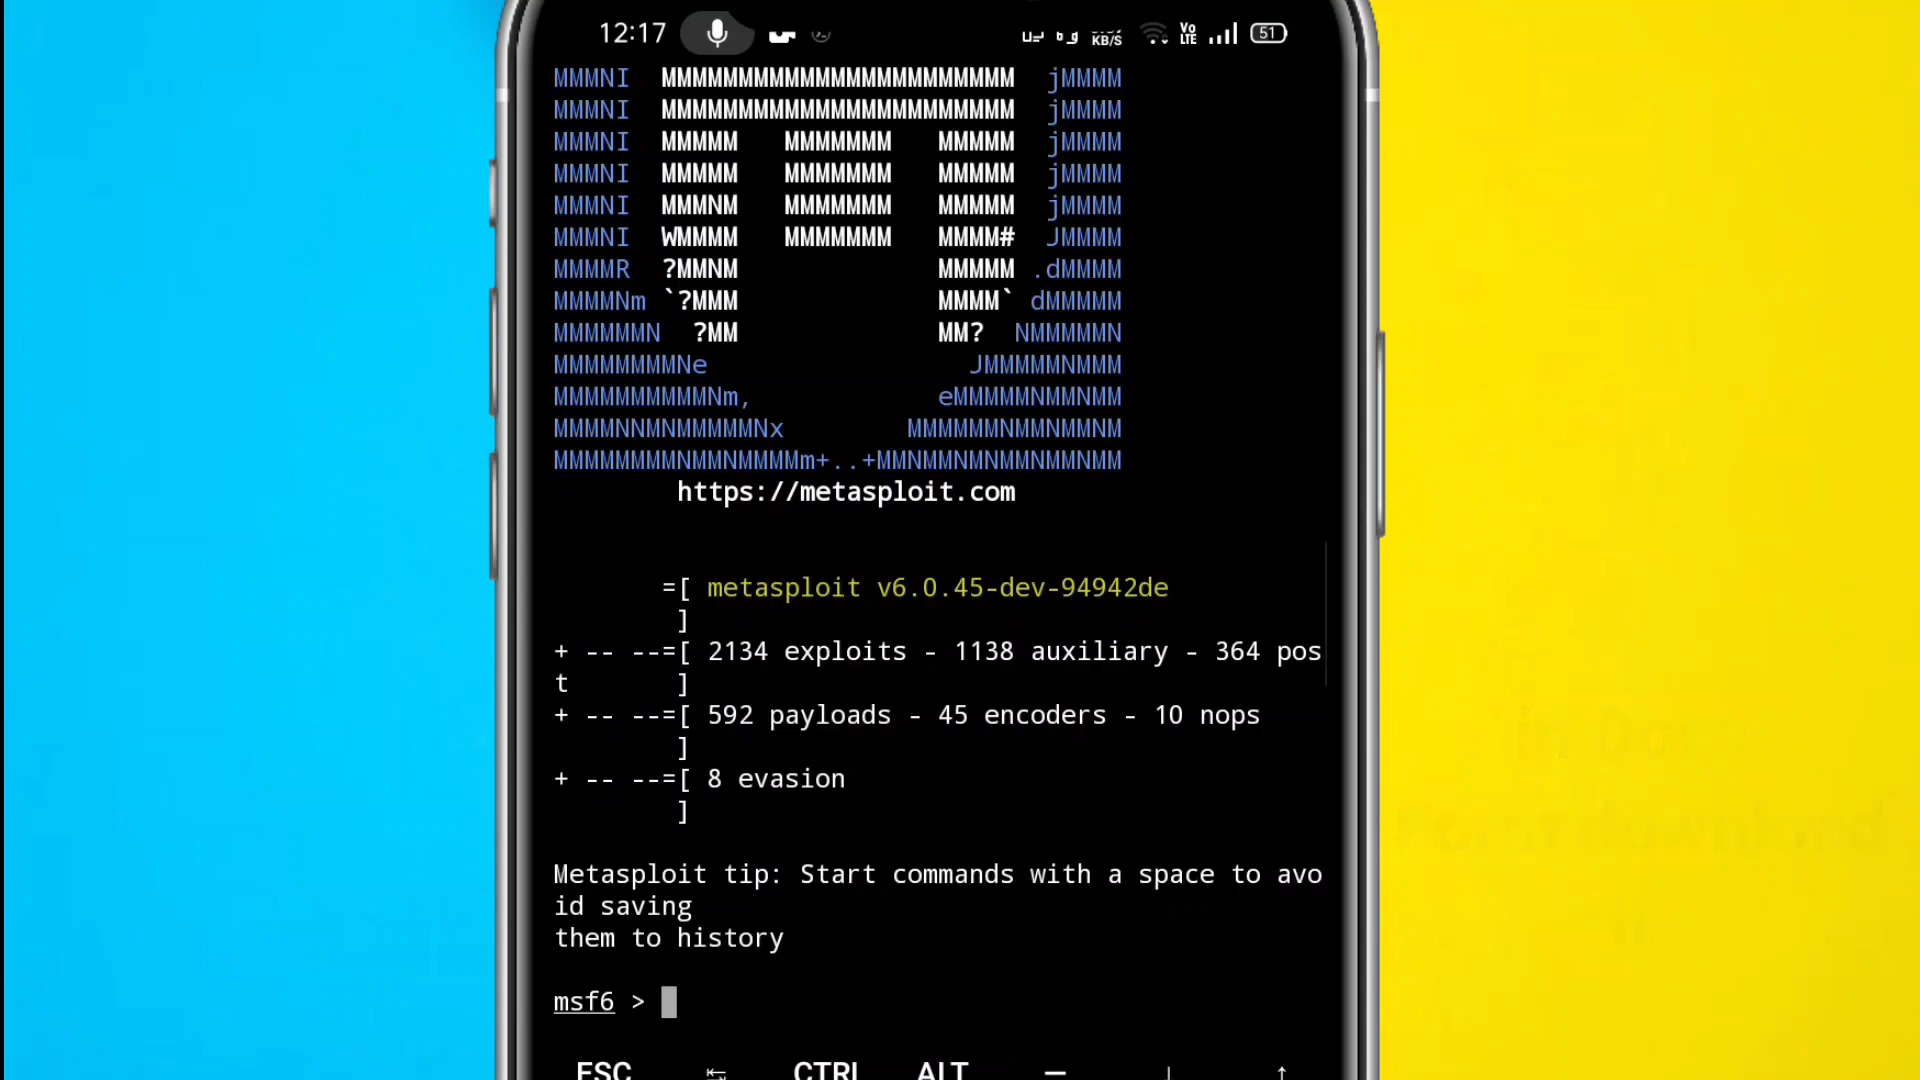 12:17 KB/S Vo LTE 51
MMMNI MMMMMMMMMMMMMMMMMMMMMMM jMMMM
MMMNI MMMMMMMMMMMMMMMMMMMMMMM jMMMM
MMMNI MMMMM MMMMMMM MMMMM jMMMM
MMMNI MMMMM MMMMMMM MMMMM jMMMM
MMMNI MMMNM MMMMMMM MMMMM jMMMM
MMMNI WMMMM MMMMMMM MMMM# JMMMM
MMMMR ?MMNM MMMMM .dMMMM
MMMMNm `?MMM MMMM` dMMMMM
MMMMMMN ?MM MM? NMMMMMN
MMMMMMMMNe JMMMMMNMMM
MMMMMMMMMMNm, eMMMMMNMMNMM
MMMMNNMNMMMMMNx MMMMMMNMMNMMNM
MMMMMMMMNMMNMMMMm+..+MMNMMNMNMMNMMNMM
https://metasploit.com
=[ metasploit v6.0.45-dev-94942de
]
+ -- --=[ 2134 exploits - 1138 auxiliary - 364 pos
t ]
+ -- --=[ 592 payloads - 45 encoders - 10 nops
]
+ -- --=[ 8 evasion
]
Metasploit tip: Start commands with a space to avo
id saving
them to history
msf6 >
ESC CTRL ALT — ↓ ↑